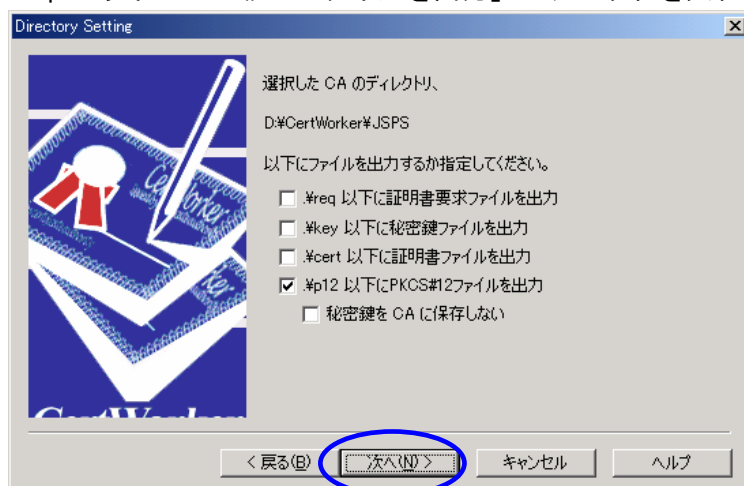 Directory Setting
選択した CA のディレクトリ、
D:¥CertWorker¥JSPS
以下にファイルを出力するか指定してください。
.¥req 以下に証明書要求ファイルを出力
.¥key 以下に秘密鍵ファイルを出力
.¥cert 以下に証明書ファイルを出力
.¥p12 以下にPKCS#12ファイルを出力
秘密鍵を CA に保存しない
CertWorker
< 戻る(B)
次へ(N) >
キャンセル
ヘルプ